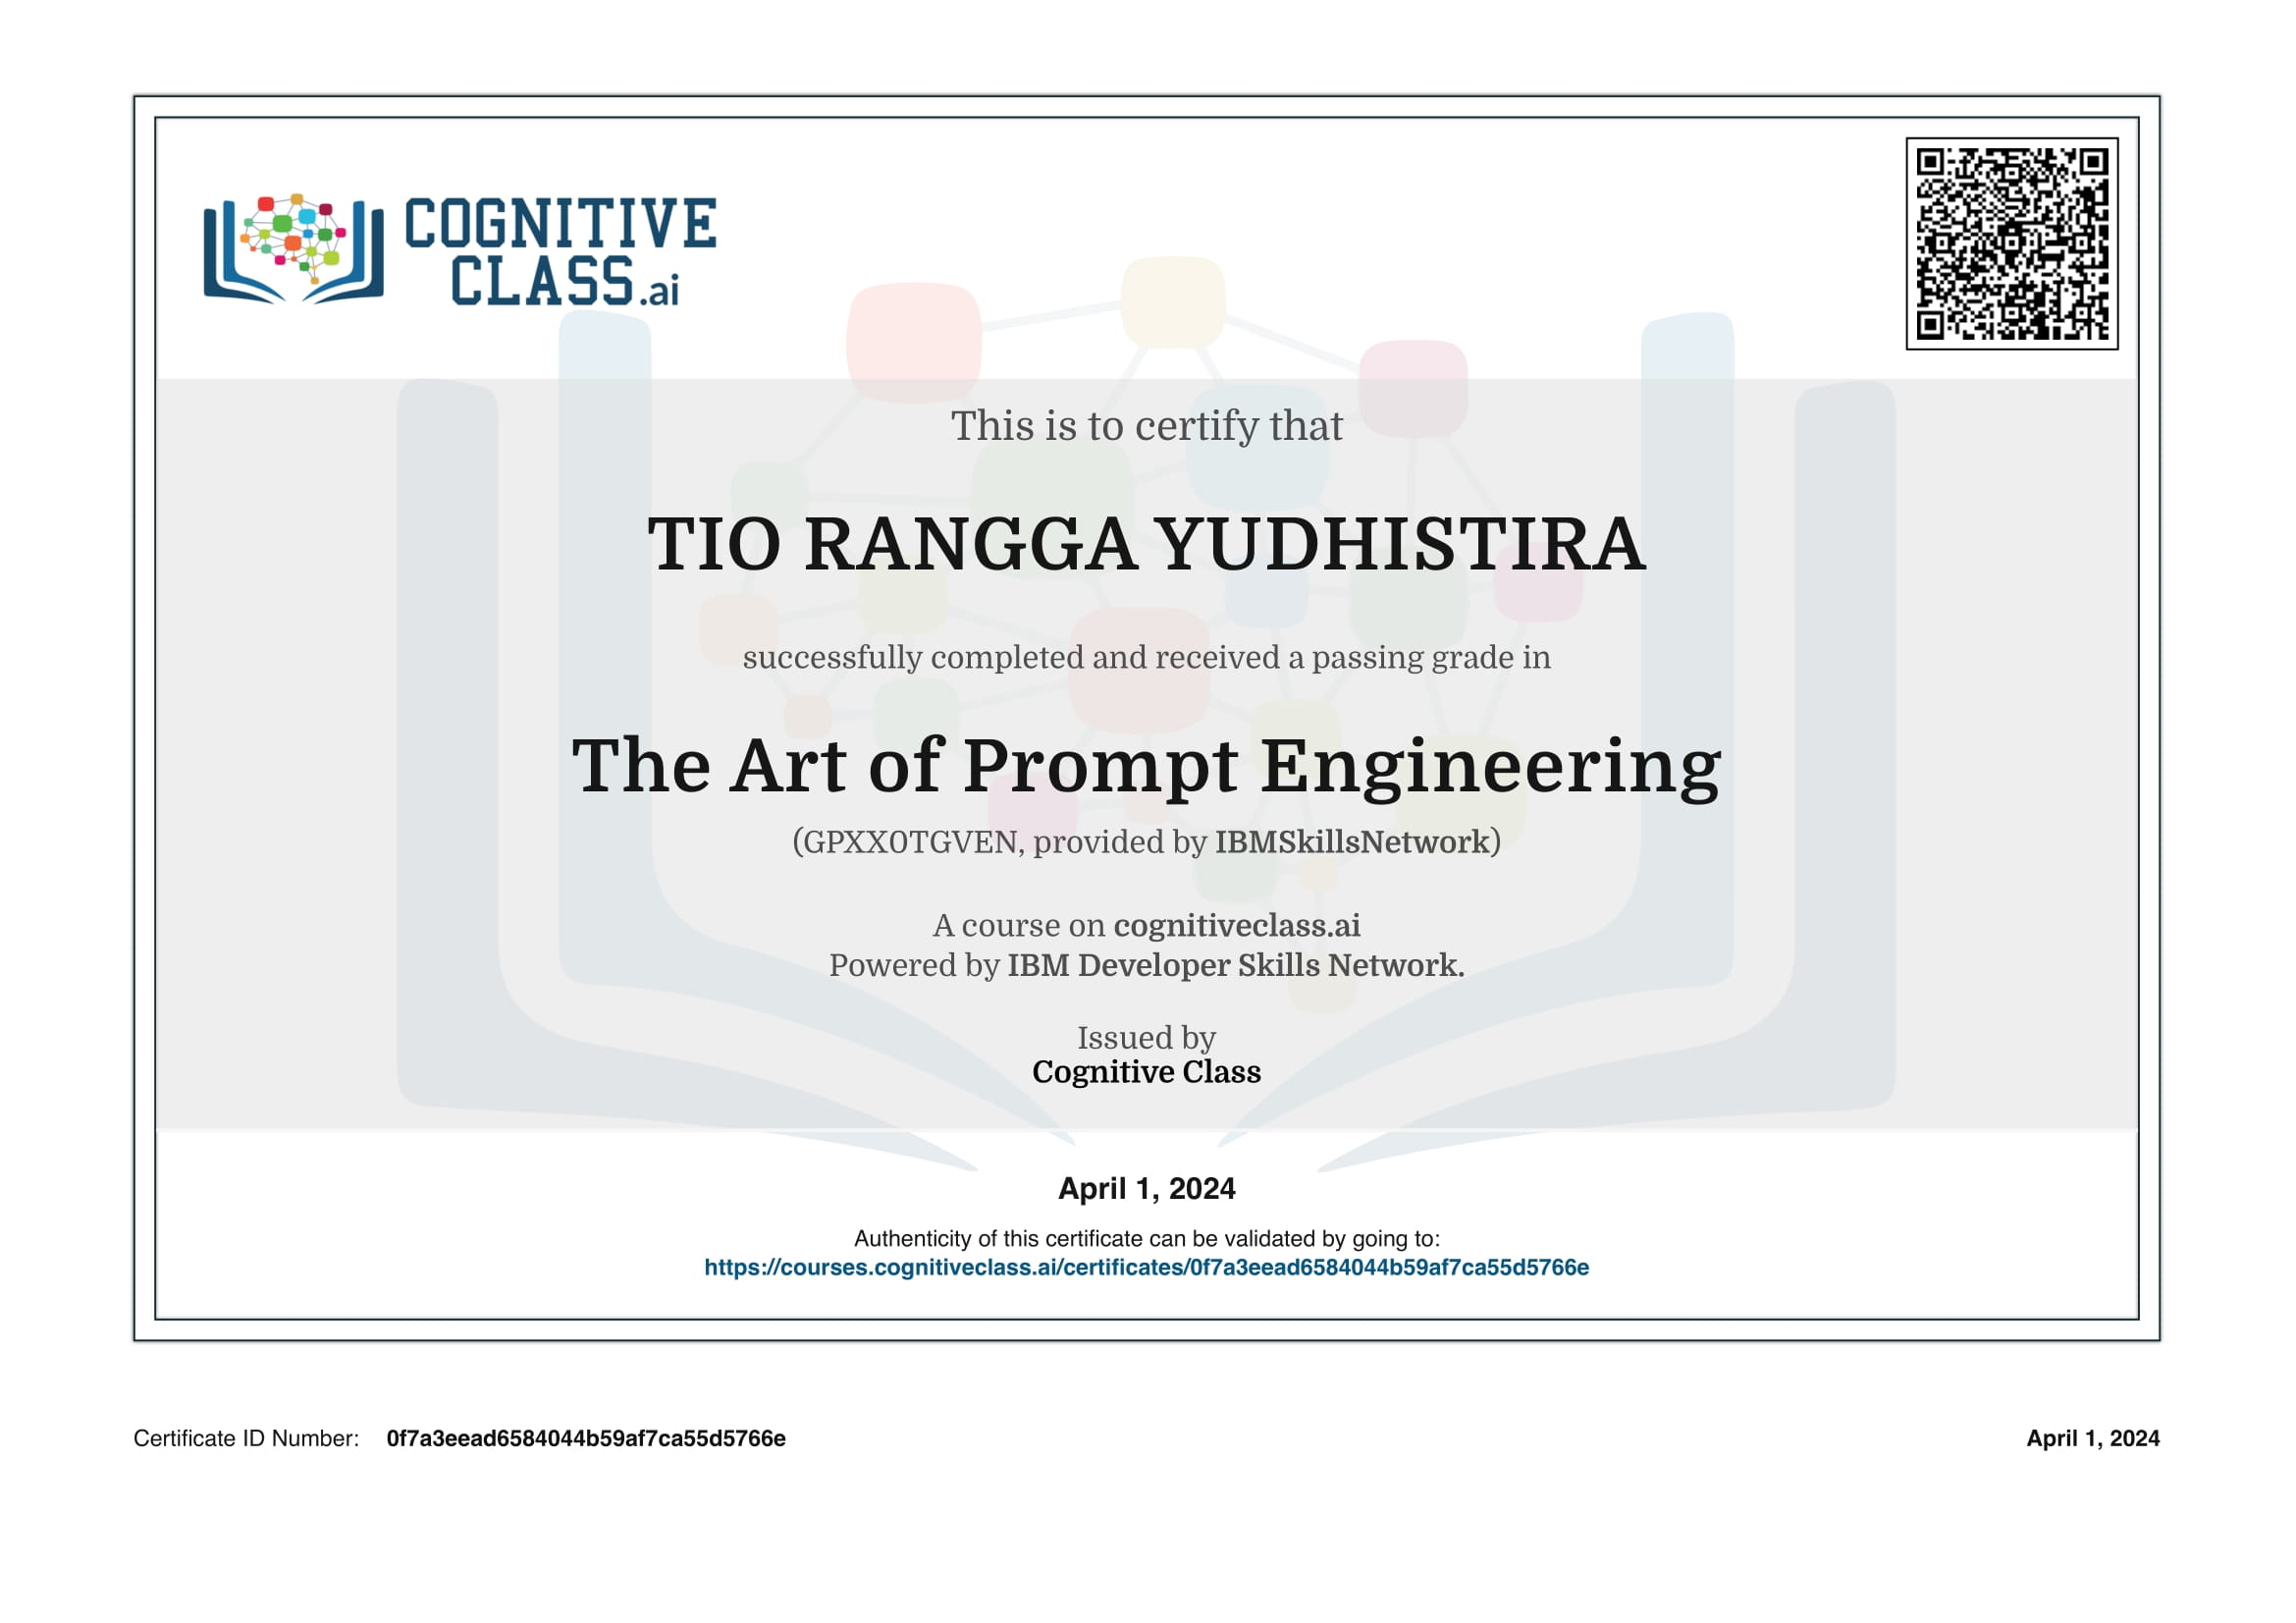 COGNITIVE
CLASS.ai
This is to certify that
TIO RANGGA YUDHISTIRA
successfully completed and received a passing grade in
The Art of Prompt Engineering
(GPXX0TGVEN, provided by IBMSkillsNetwork)
A course on cognitiveclass.ai
Powered by IBM Developer Skills Network.
Issued by
Cognitive Class
April 1, 2024
Authenticity of this certificate can be validated by going to:
https://courses.cognitiveclass.ai/certificates/0f7a3eead6584044b59af7ca55d5766e
Certificate ID Number: 0f7a3eead6584044b59af7ca55d5766e
April 1, 2024